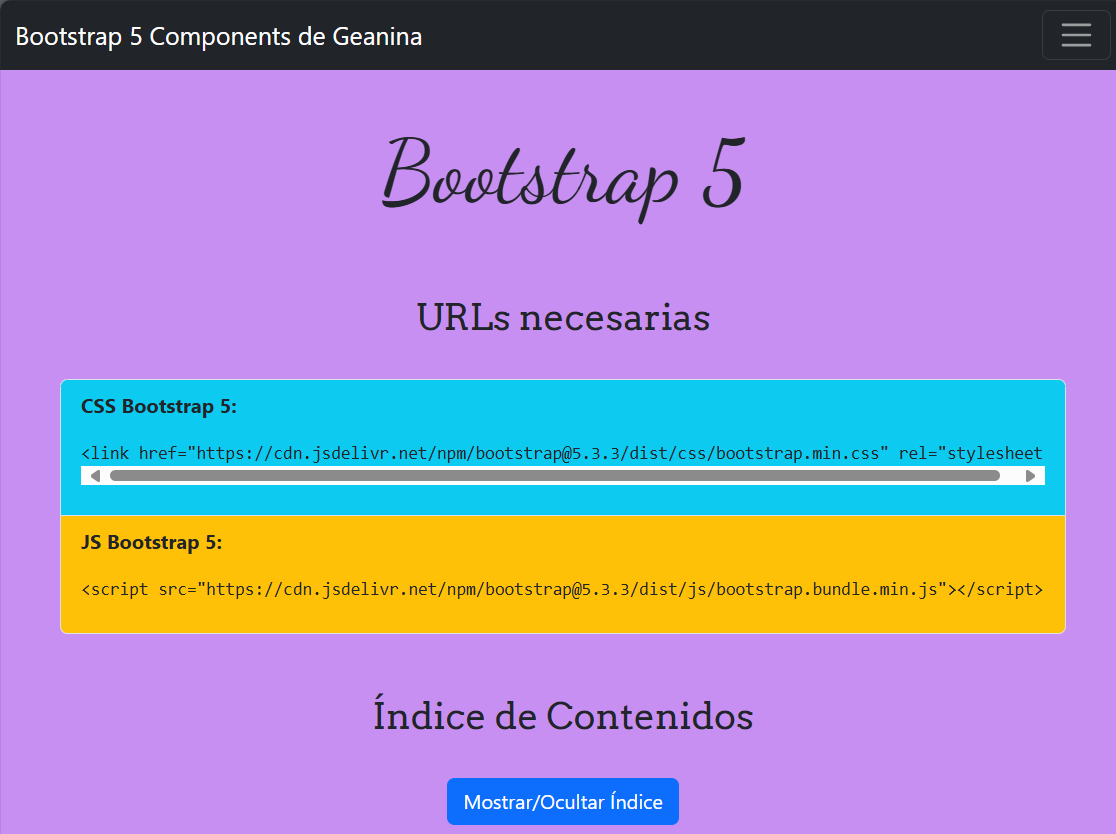 Bootstrap 5 Components de Geanina
Bootstrap 5
URLs necesarias
CSS Bootstrap 5:
<link href="https://cdn.jsdelivr.net/npm/bootstrap@5.3.3/dist/css/bootstrap.min.css" rel="stylesheet
JS Bootstrap 5:
<script src="https://cdn.jsdelivr.net/npm/bootstrap@5.3.3/dist/js/bootstrap.bundle.min.js"></script>
Índice de Contenidos
Mostrar/Ocultar Índice